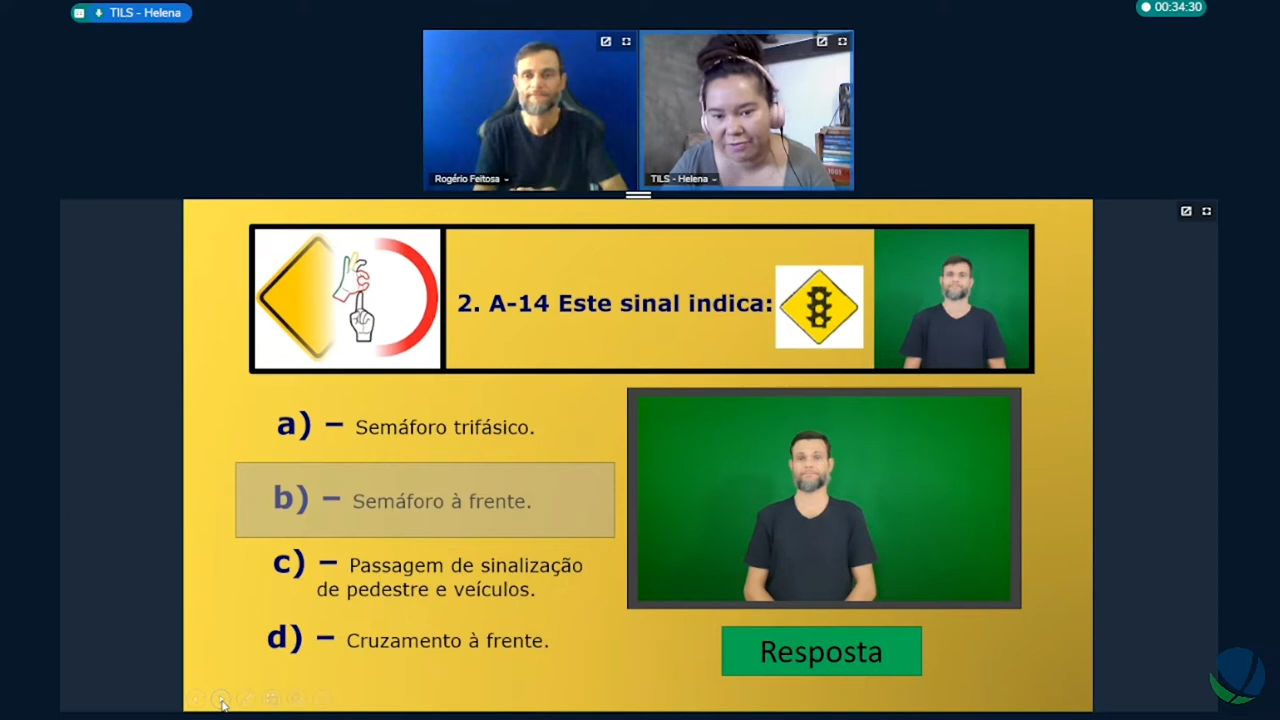 TILS - Helena
00:34:30
Rogério Feitosa
TILS - Helena
2. A-14 Este sinal indica:
a) – Semáforo trifásico.
b) – Semáforo à frente.
c) – Passagem de sinalização
de pedestre e veículos.
d) – Cruzamento à frente.
Resposta